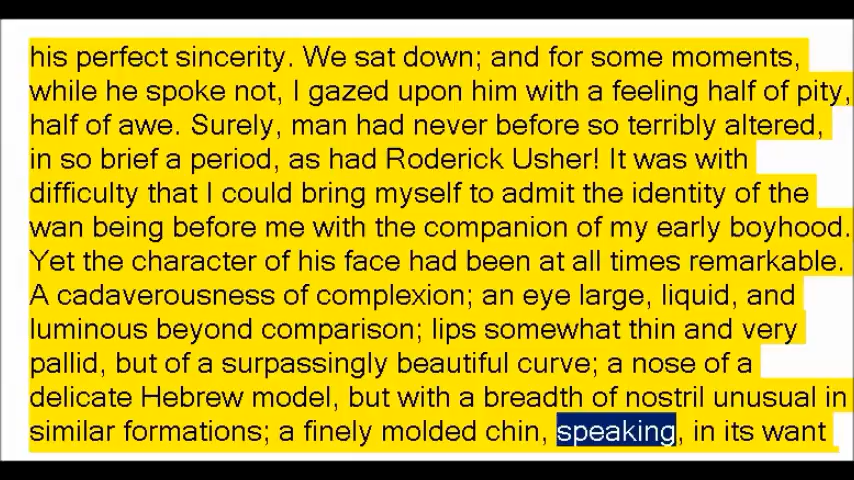 his perfect sincerity. We sat down; and for some moments,
while he spoke not, I gazed upon him with a feeling half of pity,
half of awe. Surely, man had never before so terribly altered,
in so brief a period, as had Roderick Usher! It was with
difficulty that I could bring myself to admit the identity of the
wan being before me with the companion of my early boyhood.
Yet the character of his face had been at all times remarkable.
A cadaverousness of complexion; an eye large, liquid, and
luminous beyond comparison; lips somewhat thin and very
pallid, but of a surpassingly beautiful curve; a nose of a
delicate Hebrew model, but with a breadth of nostril unusual in
similar formations; a finely molded chin, speaking, in its want